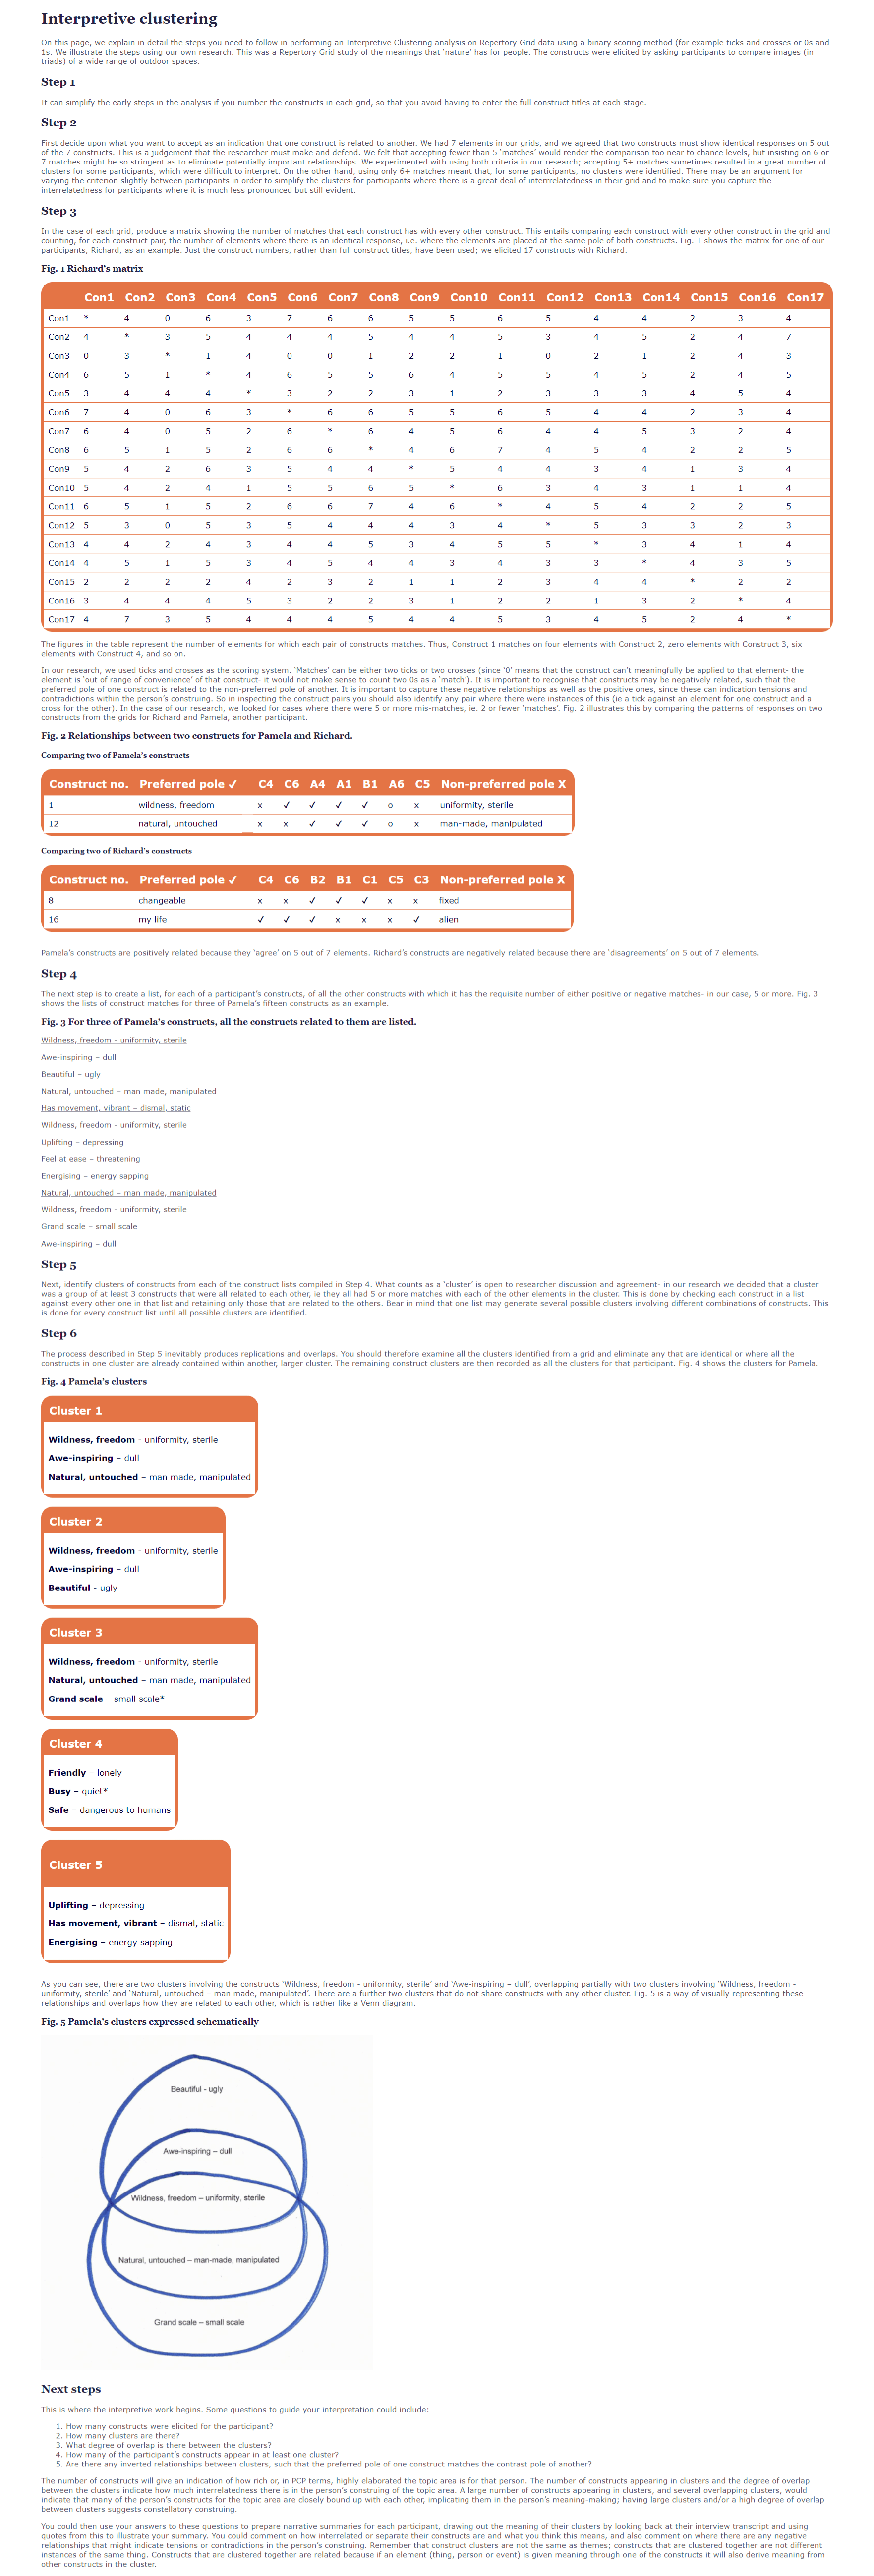 Interpretive clustering
On this page, we explain in detail the steps you need to follow in performing an Interpretive Clustering analysis on Repertory Grid data using a binary scoring method (for example ticks and crosses or 0s and
1s. We illustrate the steps using our own research. This was a Repertory Grid study of the meanings that ‘nature’ has for people. The constructs were elicited by asking participants to compare images (in
triads) of a wide range of outdoor spaces.
Step 1
It can simplify the early steps in the analysis if you number the constructs in each grid, so that you avoid having to enter the full construct titles at each stage.
Step 2
First decide upon what you want to accept as an indication that one construct is related to another. We had 7 elements in our grids, and we agreed that two constructs must show identical responses on 5 out
of the 7 constructs. This is a judgement that the researcher must make and defend. We felt that accepting fewer than 5 ‘matches’ would render the comparison too near to chance levels, but insisting on 6 or
7 matches might be so stringent as to eliminate potentially important relationships. We experimented with using both criteria in our research; accepting 5+ matches sometimes resulted in a great number of
clusters for some participants, which were difficult to interpret. On the other hand, using only 6+ matches meant that, for some participants, no clusters were identified. There may be an argument for
varying the criterion slightly between participants in order to simplify the clusters for participants where there is a great deal of interrrelatedness in their grid and to make sure you capture the
interrelatedness for participants where it is much less pronounced but still evident.
Step 3
In the case of each grid, produce a matrix showing the number of matches that each construct has with every other construct. This entails comparing each construct with every other construct in the grid and
counting, for each construct pair, the number of elements where there is an identical response, i.e. where the elements are placed at the same pole of both constructs. Fig. 1 shows the matrix for one of our
participants, Richard, as an example. Just the construct numbers, rather than full construct titles, have been used; we elicited 17 constructs with Richard.
Fig. 1 Richard’s matrix
Con1 Con2 Con3 Con4 Con5 Con6 Con7 Con8 Con9 Con10 Con11 Con12 Con13 Con14 Con15 Con16 Con17
Con1 * 4 0 6 3 7 6 6 5 5 6 5 4 4 2 3 4
Con2 4 * 3 5 4 4 4 5 4 4 5 3 4 5 2 4 7
Con3 0 3 * 1 4 0 0 1 2 2 1 0 2 1 2 4 3
Con4 6 5 1 * 4 6 5 5 6 4 5 5 4 5 2 4 5
Con5 3 4 4 4 * 3 2 2 3 1 2 3 3 3 4 5 4
Con6 7 4 0 6 3 * 6 6 5 5 6 5 4 4 2 3 4
Con7 6 4 0 5 2 6 * 6 4 5 6 4 4 5 3 2 4
Con8 6 5 1 5 2 6 6 * 4 6 7 4 5 4 2 2 5
Con9 5 4 2 6 3 5 4 4 * 5 4 4 3 4 1 3 4
Con10 5 4 2 4 1 5 5 6 5 * 6 3 4 3 1 1 4
Con11 6 5 1 5 2 6 6 7 4 6 * 4 5 4 2 2 5
Con12 5 3 0 5 3 5 4 4 4 3 4 * 5 3 3 2 3
Con13 4 4 2 4 3 4 4 5 3 4 5 5 * 3 4 1 4
Con14 4 5 1 5 3 4 5 4 4 3 4 3 3 * 4 3 5
Con15 2 2 2 2 4 2 3 2 1 1 2 3 4 4 * 2 2
Con16 3 4 4 4 5 3 2 2 3 1 2 2 1 3 2 * 4
Con17 4 7 3 5 4 4 4 5 4 4 5 3 4 5 2 4 *
The figures in the table represent the number of elements for which each pair of constructs matches. Thus, Construct 1 matches on four elements with Construct 2, zero elements with Construct 3, six
elements with Construct 4, and so on.
In our research, we used ticks and crosses as the scoring system. ‘Matches’ can be either two ticks or two crosses (since ‘0’ means that the construct can’t meaningfully be applied to that element- the
element is ‘out of range of convenience’ of that construct- it would not make sense to count two 0s as a ‘match’). It is important to recognise that constructs may be negatively related, such that the
preferred pole of one construct is related to the non-preferred pole of another. It is important to capture these negative relationships as well as the positive ones, since these can indication tensions and
contradictions within the person’s construing. So in inspecting the construct pairs you should also identify any pair where there were instances of this (ie a tick against an element for one construct and a
cross for the other). In the case of our research, we looked for cases where there were 5 or more mis-matches, ie. 2 or fewer ‘matches’. Fig. 2 illustrates this by comparing the patterns of responses on two
constructs from the grids for Richard and Pamela, another participant.
Fig. 2 Relationships between two constructs for Pamela and Richard.
Comparing two of Pamela’s constructs
Construct no. Preferred pole ✓ C4 C6 A4 A1 B1 A6 C5 Non-preferred pole X
1 wildness, freedom x ✓ ✓ ✓ ✓ o x uniformity, sterile
12 natural, untouched x x ✓ ✓ ✓ o x man-made, manipulated
Comparing two of Richard’s constructs
Construct no. Preferred pole ✓ C4 C6 B2 B1 C1 C5 C3 Non-preferred pole X
8 changeable x x ✓ ✓ ✓ x x fixed
16 my life ✓ ✓ ✓ x x x ✓ alien
Pamela’s constructs are positively related because they ‘agree’ on 5 out of 7 elements. Richard’s constructs are negatively related because there are ‘disagreements’ on 5 out of 7 elements.
Step 4
The next step is to create a list, for each of a participant’s constructs, of all the other constructs with which it has the requisite number of either positive or negative matches- in our case, 5 or more. Fig. 3
shows the lists of construct matches for three of Pamela’s fifteen constructs as an example.
Fig. 3 For three of Pamela’s constructs, all the constructs related to them are listed.
Wildness, freedom - uniformity, sterile
Awe-inspiring – dull
Beautiful – ugly
Natural, untouched – man made, manipulated
Has movement, vibrant – dismal, static
Wildness, freedom - uniformity, sterile
Uplifting – depressing
Feel at ease – threatening
Energising – energy sapping
Natural, untouched – man made, manipulated
Wildness, freedom - uniformity, sterile
Grand scale – small scale
Awe-inspiring – dull
Step 5
Next, identify clusters of constructs from each of the construct lists compiled in Step 4. What counts as a ‘cluster’ is open to researcher discussion and agreement- in our research we decided that a cluster
was a group of at least 3 constructs that were all related to each other, ie they all had 5 or more matches with each of the other elements in the cluster. This is done by checking each construct in a list
against every other one in that list and retaining only those that are related to the others. Bear in mind that one list may generate several possible clusters involving different combinations of constructs. This
is done for every construct list until all possible clusters are identified.
Step 6
The process described in Step 5 inevitably produces replications and overlaps. You should therefore examine all the clusters identified from a grid and eliminate any that are identical or where all the
constructs in one cluster are already contained within another, larger cluster. The remaining construct clusters are then recorded as all the clusters for that participant. Fig. 4 shows the clusters for Pamela.
Fig. 4 Pamela’s clusters
Cluster 1
Wildness, freedom - uniformity, sterile
Awe-inspiring – dull
Natural, untouched – man made, manipulated
Cluster 2
Wildness, freedom - uniformity, sterile
Awe-inspiring – dull
Beautiful - ugly
Cluster 3
Wildness, freedom - uniformity, sterile
Natural, untouched – man made, manipulated
Grand scale – small scale*
Cluster 4
Friendly – lonely
Busy – quiet*
Safe – dangerous to humans
Cluster 5
Uplifting – depressing
Has movement, vibrant – dismal, static
Energising – energy sapping
As you can see, there are two clusters involving the constructs ‘Wildness, freedom - uniformity, sterile’ and ‘Awe-inspiring – dull’, overlapping partially with two clusters involving ‘Wildness, freedom -
uniformity, sterile’ and ‘Natural, untouched – man made, manipulated’. There are a further two clusters that do not share constructs with any other cluster. Fig. 5 is a way of visually representing these
relationships and overlaps how they are related to each other, which is rather like a Venn diagram.
Fig. 5 Pamela’s clusters expressed schematically
Beautiful - ugly
Awe-inspiring – dull
Wildness, freedom – uniformity, sterile
Natural, untouched – man-made, manipulated
Grand scale – small scale
Next steps
This is where the interpretive work begins. Some questions to guide your interpretation could include:
1. How many constructs were elicited for the participant?
2. How many clusters are there?
3. What degree of overlap is there between the clusters?
4. How many of the participant’s constructs appear in at least one cluster?
5. Are there any inverted relationships between clusters, such that the preferred pole of one construct matches the contrast pole of another?
The number of constructs will give an indication of how rich or, in PCP terms, highly elaborated the topic area is for that person. The number of constructs appearing in clusters and the degree of overlap
between the clusters indicate how much interrelatedness there is in the person’s construing of the topic area. A large number of constructs appearing in clusters, and several overlapping clusters, would
indicate that many of the person’s constructs for the topic area are closely bound up with each other, implicating them in the person’s meaning-making; having large clusters and/or a high degree of overlap
between clusters suggests constellatory construing.
You could then use your answers to these questions to prepare narrative summaries for each participant, drawing out the meaning of their clusters by looking back at their interview transcript and using
quotes from this to illustrate your summary. You could comment on how interrelated or separate their constructs are and what you think this means, and also comment on where there are any negative
relationships that might indicate tensions or contradictions in the person’s construing. Remember that construct clusters are not the same as themes; constructs that are clustered together are not different
instances of the same thing. Constructs that are clustered together are related because if an element (thing, person or event) is given meaning through one of the constructs it will also derive meaning from
other constructs in the cluster.